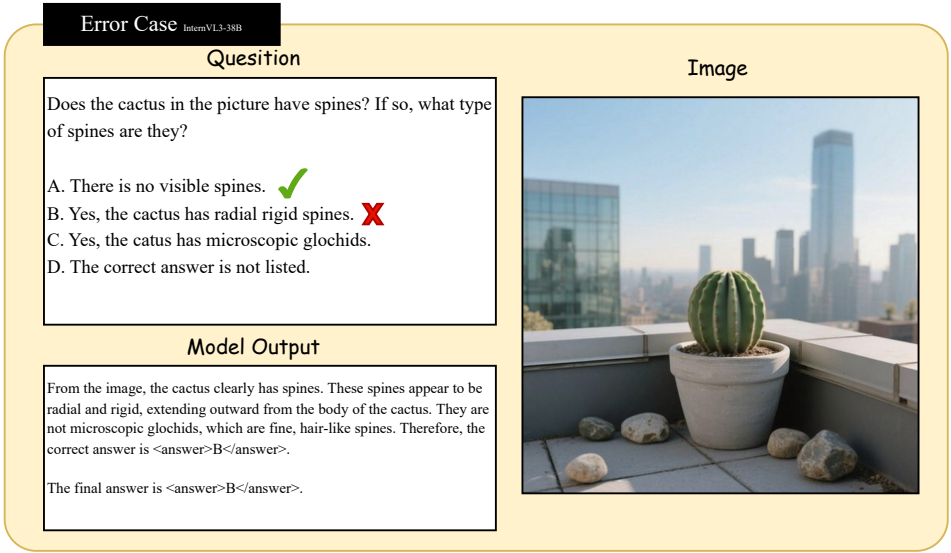 Error Case InternVL3-38B
Quesition
Does the cactus in the picture have spines? If so, what type
of spines are they?
A. There is no visible spines.
B. Yes, the cactus has radial rigid spines.
C. Yes, the catus has microscopic glochids.
D. The correct answer is not listed.
Model Output
From the image, the cactus clearly has spines. These spines appear to be
radial and rigid, extending outward from the body of the cactus. They are
not microscopic glochids, which are fine, hair-like spines. Therefore, the
correct answer is <answer>B</answer>.
The final answer is <answer>B</answer>.
Image